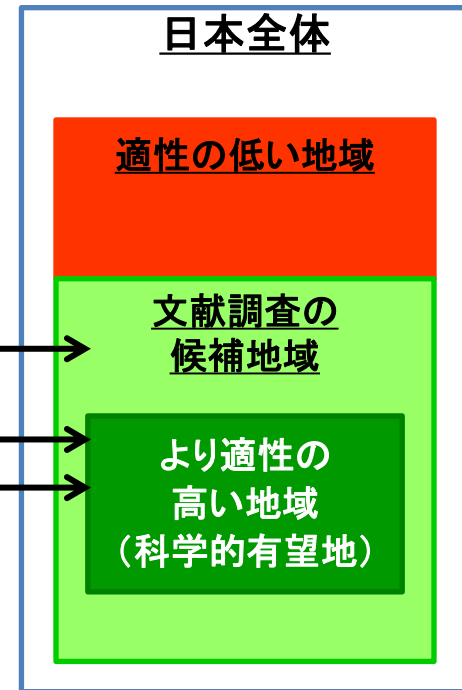 日本全体
適性の低い地域
文献調査の
候補地域
より適性の
高い地域
（科学的有望地）